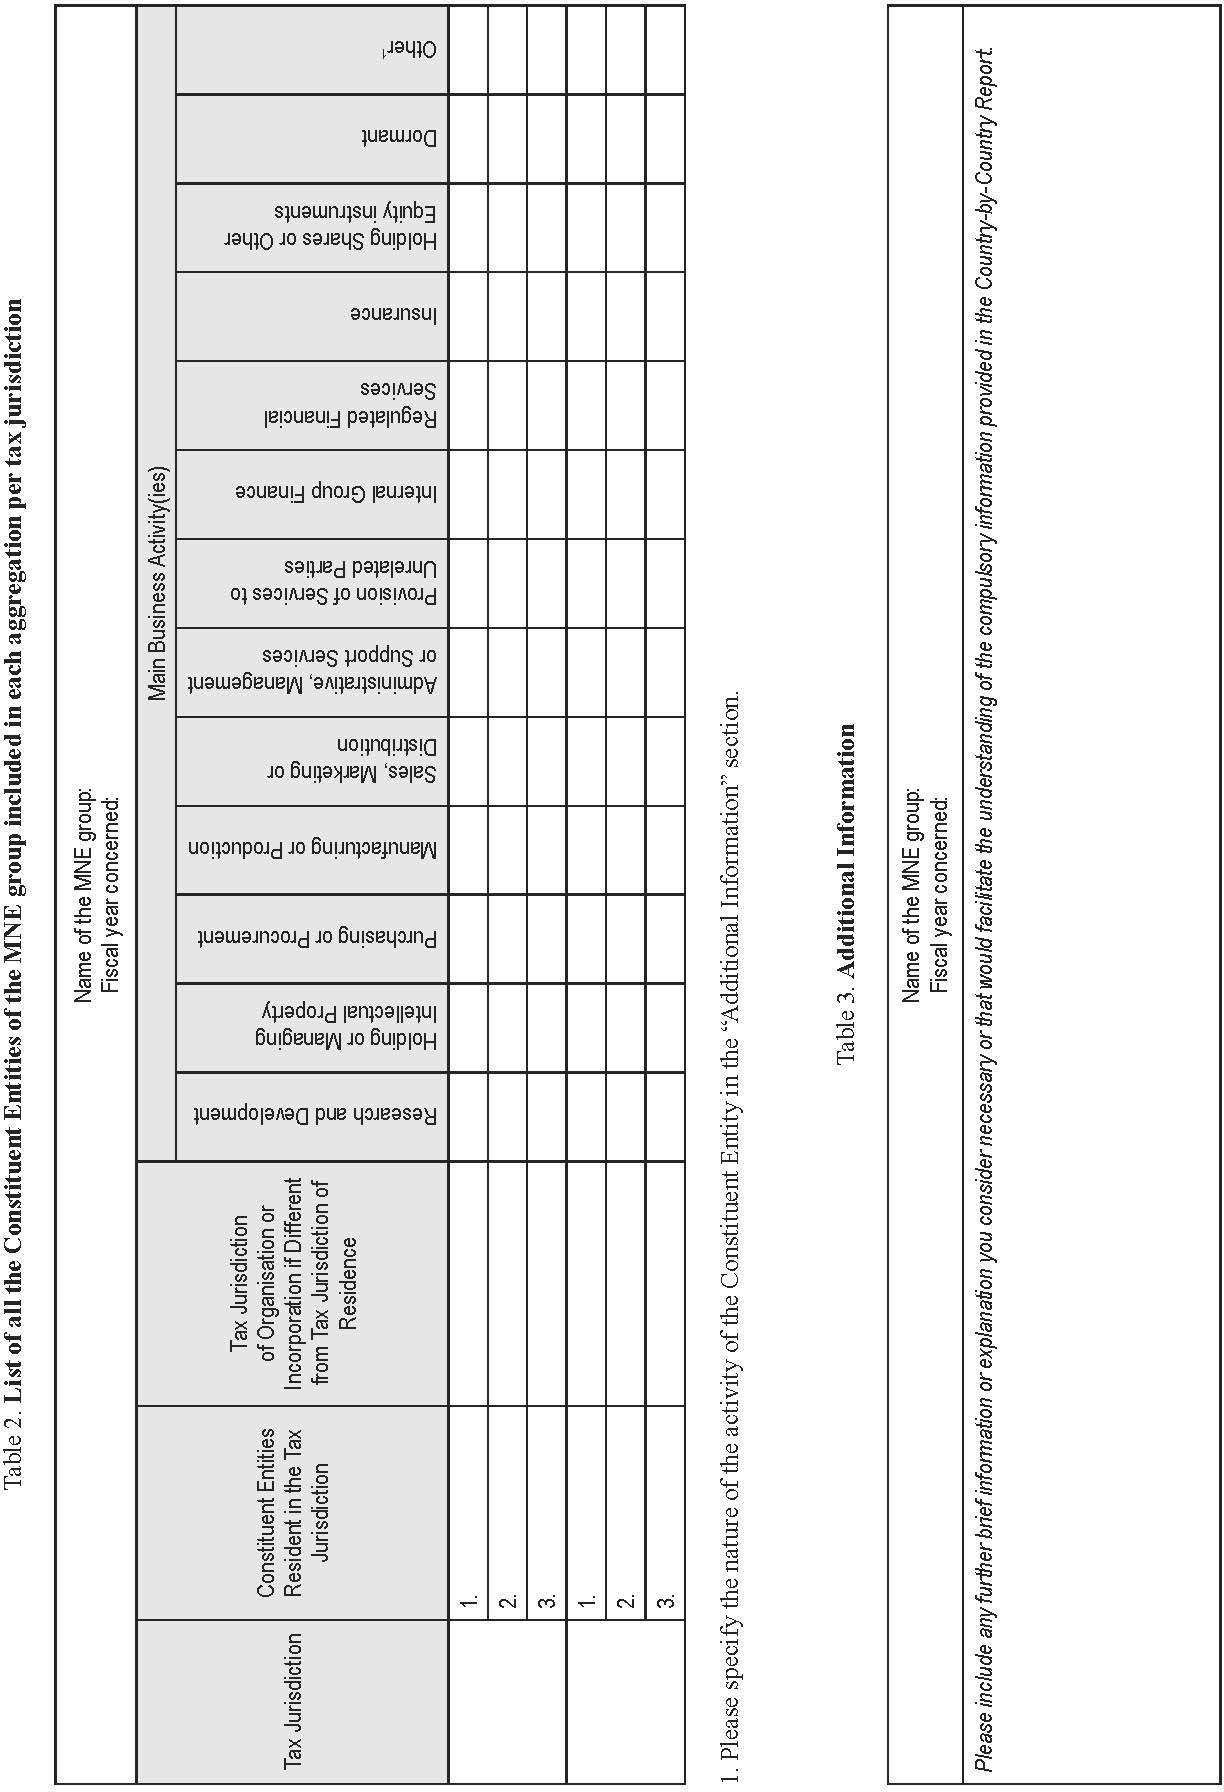 Table 2. List of all the Constituent Entities of the MNE group included in each aggregation per tax jurisdiction
Name of the MNE group:
Fiscal year concerned:
Main Business Activity(ies)
Tax Jurisdiction
Constituent Entities
Resident in the Tax
Jurisdiction
Tax Jurisdiction
of Organisation or
Incorporation if Different
from Tax Jurisdiction of
Residence
Research and Development
Holding or Managing
Intellectual Property
Purchasing or Procurement
Manufacturing or Production
Sales, Marketing or
Distribution
Administrative, Management
or Support Services
Provision of Services to
Unrelated Parties
Internal Group Finance
Regulated Financial
Services
Insurance
Holding Shares or Other
Equity instruments
Dormant
Other¹
1.
2.
3.
1.
2.
3.
1. Please specify the nature of the activity of the Constituent Entity in the “Additional Information” section.
Table 3. Additional Information
Name of the MNE group:
Fiscal year concerned:
Please include any further brief information or explanation you consider necessary or that would facilitate the understanding of the compulsory information provided in the Country-by-Country Report.